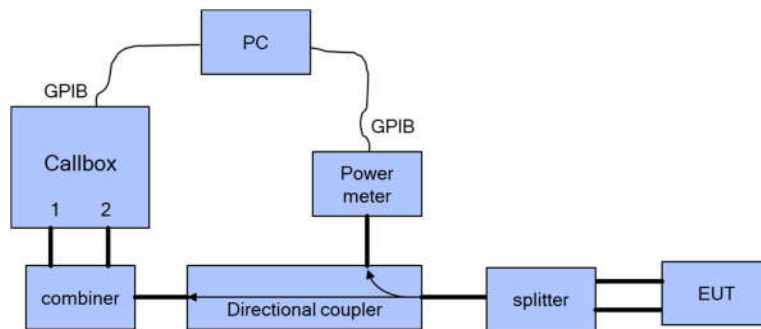 PC
GPIB
GPIB
Callbox
1 2
Power
meter
combiner
Directional coupler
splitter
EUT